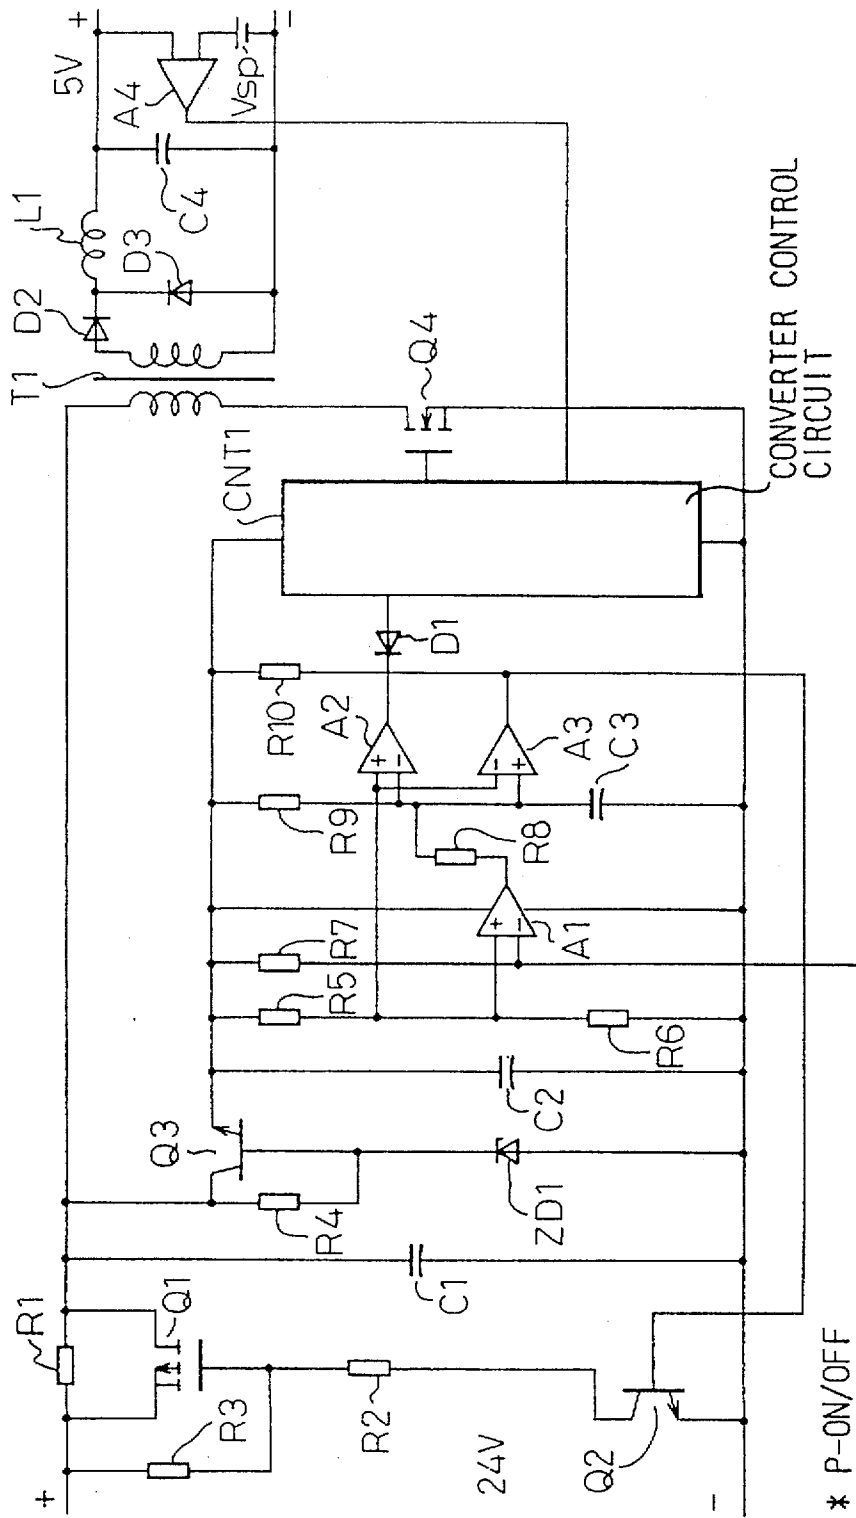 +
R1
R3
Q1
R2
24V
Q2
−
* P-ON/OFF
C1
R4
Q3
ZD1
C2
R5
R6
R7
+
−
A1
R8
R9
R10
+
−
A2
−
+
A3
C3
D1
CNT1
CONVERTER CONTROL
CIRCUIT
Q4
T1
D2
D3
L1
C4
A4
Vsp
5V
+
−